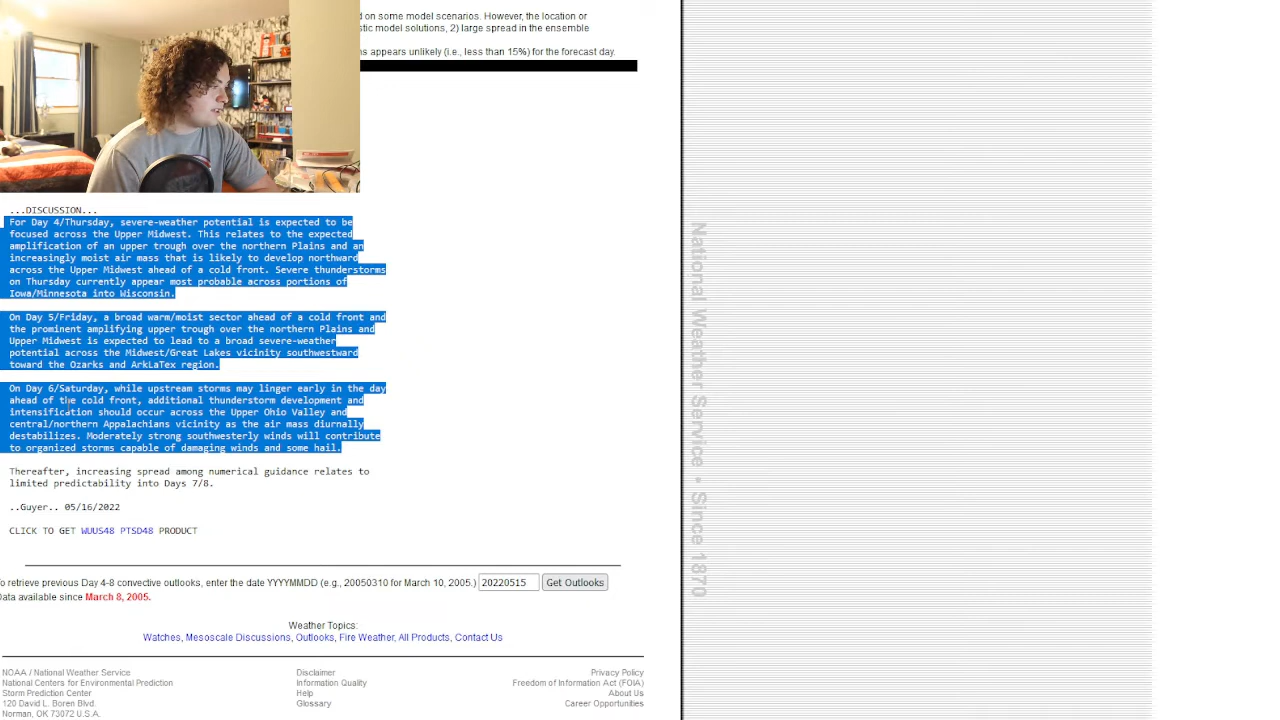 on some model scenarios. However, the location or
stic model solutions, 2) large spread in the ensemble
ns appears unlikely (i.e., less than 15%) for the forecast day.
...DISCUSSION...
For Day 4/Thursday, severe-weather potential is expected to be
focused across the Upper Midwest. This relates to the expected
amplification of an upper trough over the northern Plains and an
increasingly moist air mass that is likely to develop northward
across the Upper Midwest ahead of a cold front. Severe thunderstorms
on Thursday currently appear most probable across portions of
Iowa/Minnesota into Wisconsin.
On Day 5/Friday, a broad warm/moist sector ahead of a cold front and
the prominent amplifying upper trough over the northern Plains and
Upper Midwest is expected to lead to a broad severe-weather
potential across the Midwest/Great Lakes vicinity southwestward
toward the Ozarks and ArkLaTex region.
On Day 6/Saturday, while upstream storms may linger early in the day
ahead of the cold front, additional thunderstorm development and
intensification should occur across the Upper Ohio Valley and
central/northern Appalachians vicinity as the air mass diurnally
destabilizes. Moderately strong southwesterly winds will contribute
to organized storms capable of damaging winds and some hail.
Thereafter, increasing spread among numerical guidance relates to
limited predictability into Days 7/8.
..Guyer.. 05/16/2022
CLICK TO GET WUUS48 PTSD48 PRODUCT
To retrieve previous Day 4-8 convective outlooks, enter the date YYYYMMDD (e.g., 20050310 for March 10, 2005.) 20220515 Get Outlooks
Data available since March 8, 2005.
Weather Topics:
Watches, Mesoscale Discussions, Outlooks, Fire Weather, All Products, Contact Us
NOAA / National Weather Service
National Centers for Environmental Prediction
Storm Prediction Center
120 David L. Boren Blvd.
Norman, OK 73072 U.S.A.
Disclaimer
Information Quality
Help
Glossary
Privacy Policy
Freedom of Information Act (FOIA)
About Us
Career Opportunities
National Weather Service • Since 1870